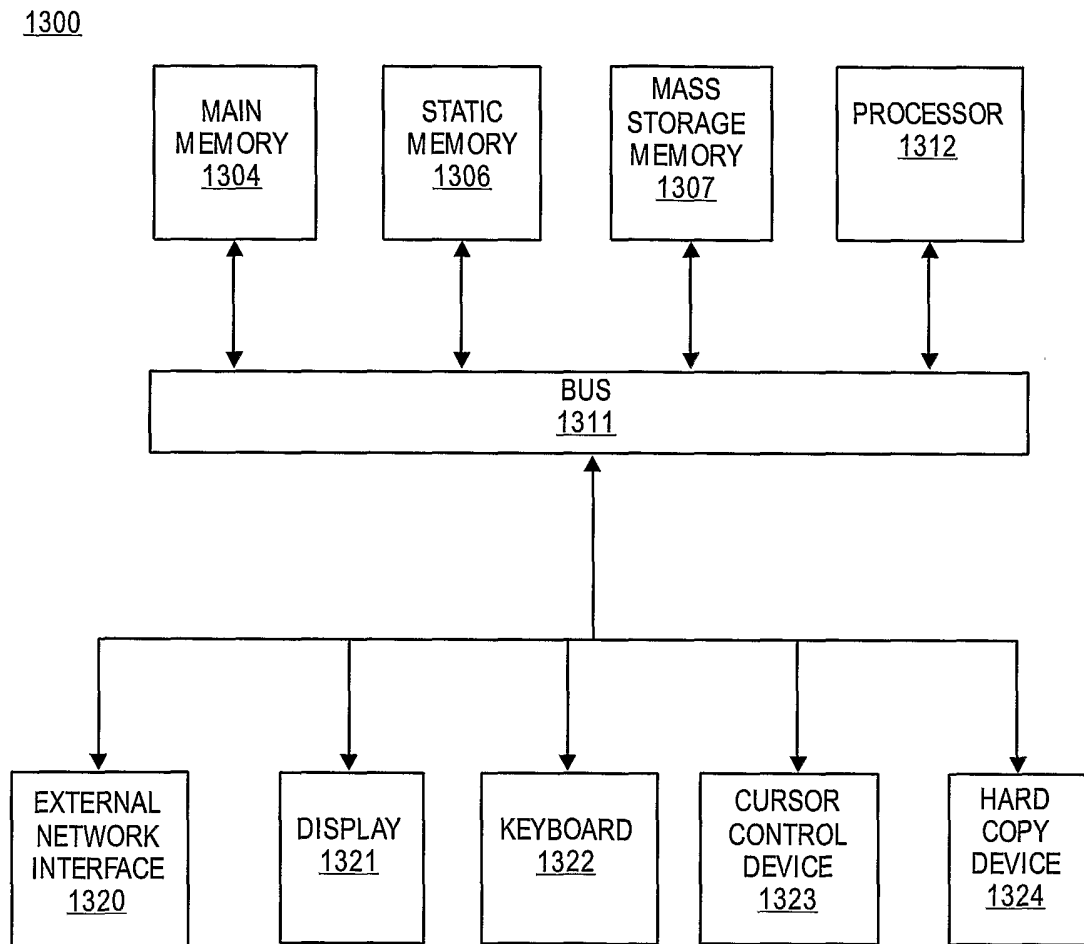 1300
MAIN
MEMORY
1304
STATIC
MEMORY
1306
MASS
STORAGE
MEMORY
1307
PROCESSOR
1312
BUS
1311
EXTERNAL
NETWORK
INTERFACE
1320
DISPLAY
1321
KEYBOARD
1322
CURSOR
CONTROL
DEVICE
1323
HARD
COPY
DEVICE
1324